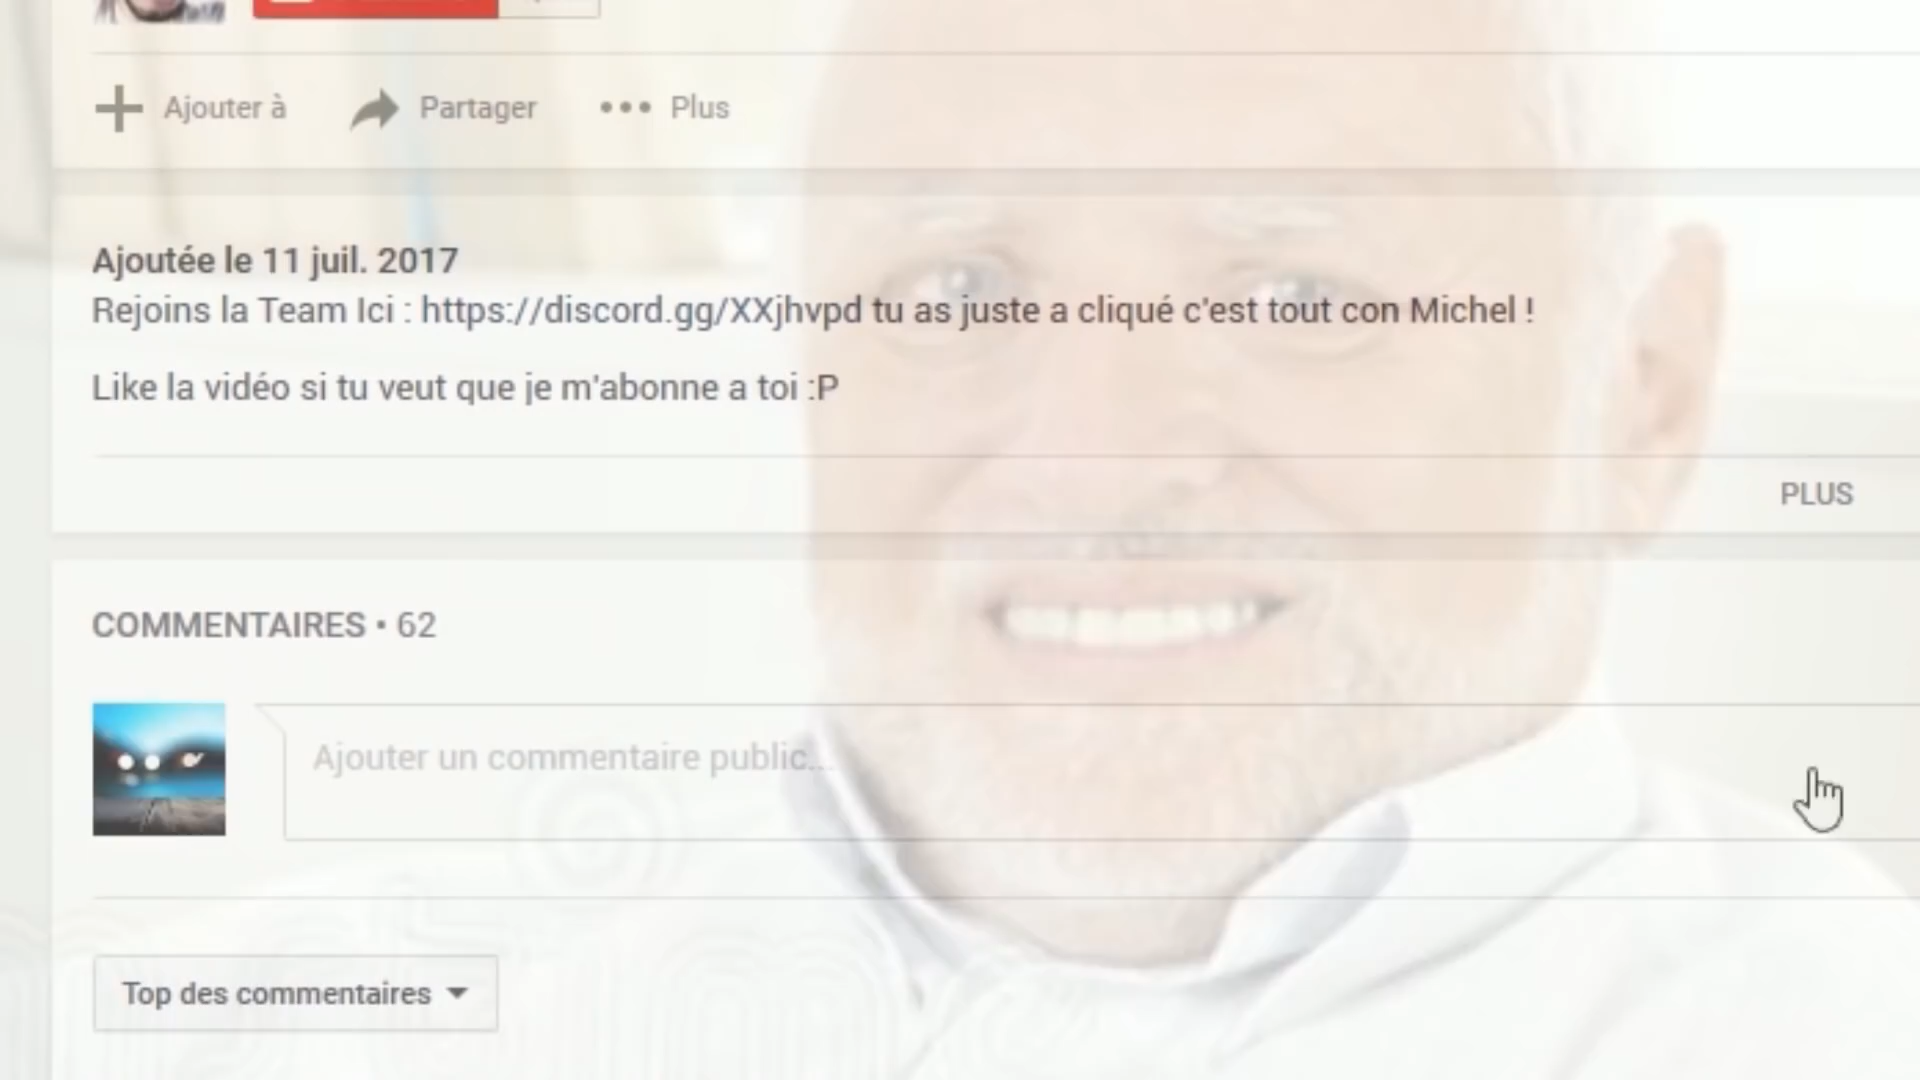 Ajouter à Partager Plus
Ajoutée le 11 juil. 2017
Rejoins la Team Ici : https://discord.gg/XXjhvpd tu as juste a cliqué c'est tout con Michel !
Like la vidéo si tu veut que je m'abonne a toi :P
PLUS
COMMENTAIRES • 62
Ajouter un commentaire public...
Top des commentaires